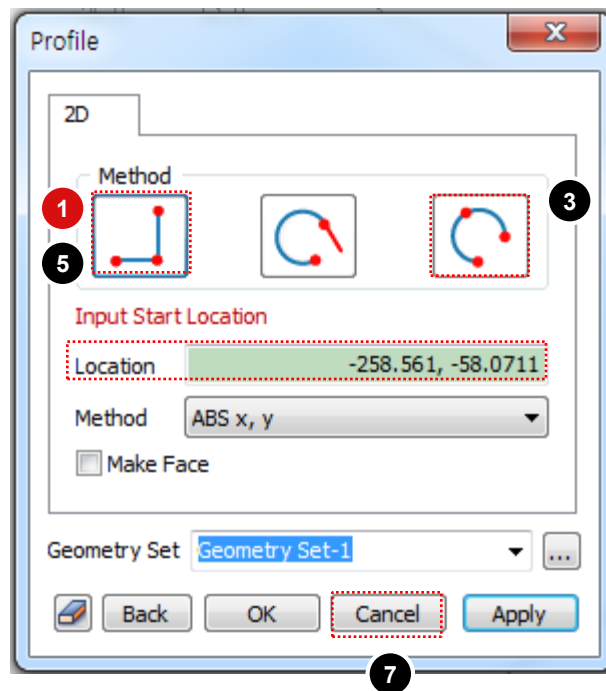 Profile
2D
Method
1
3
5
Input Start Location
Location -258.561, -58.0711
Method ABS x, y
Make Face
Geometry Set Geometry Set-1 ...
Back OK Cancel Apply
7